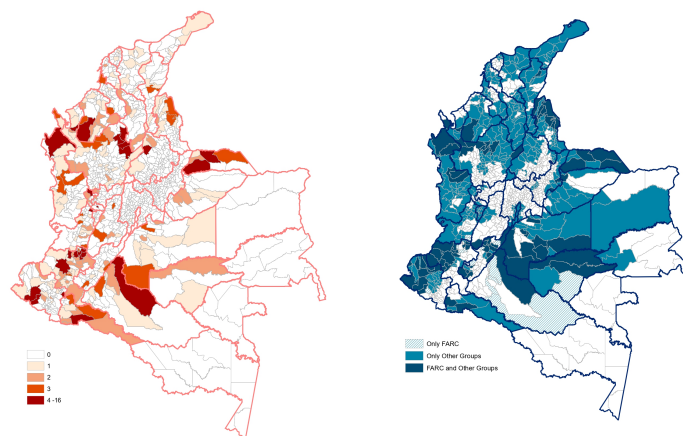 0
1
2
3
4 -16
Only FARC
Only Other Groups
FARC and Other Groups